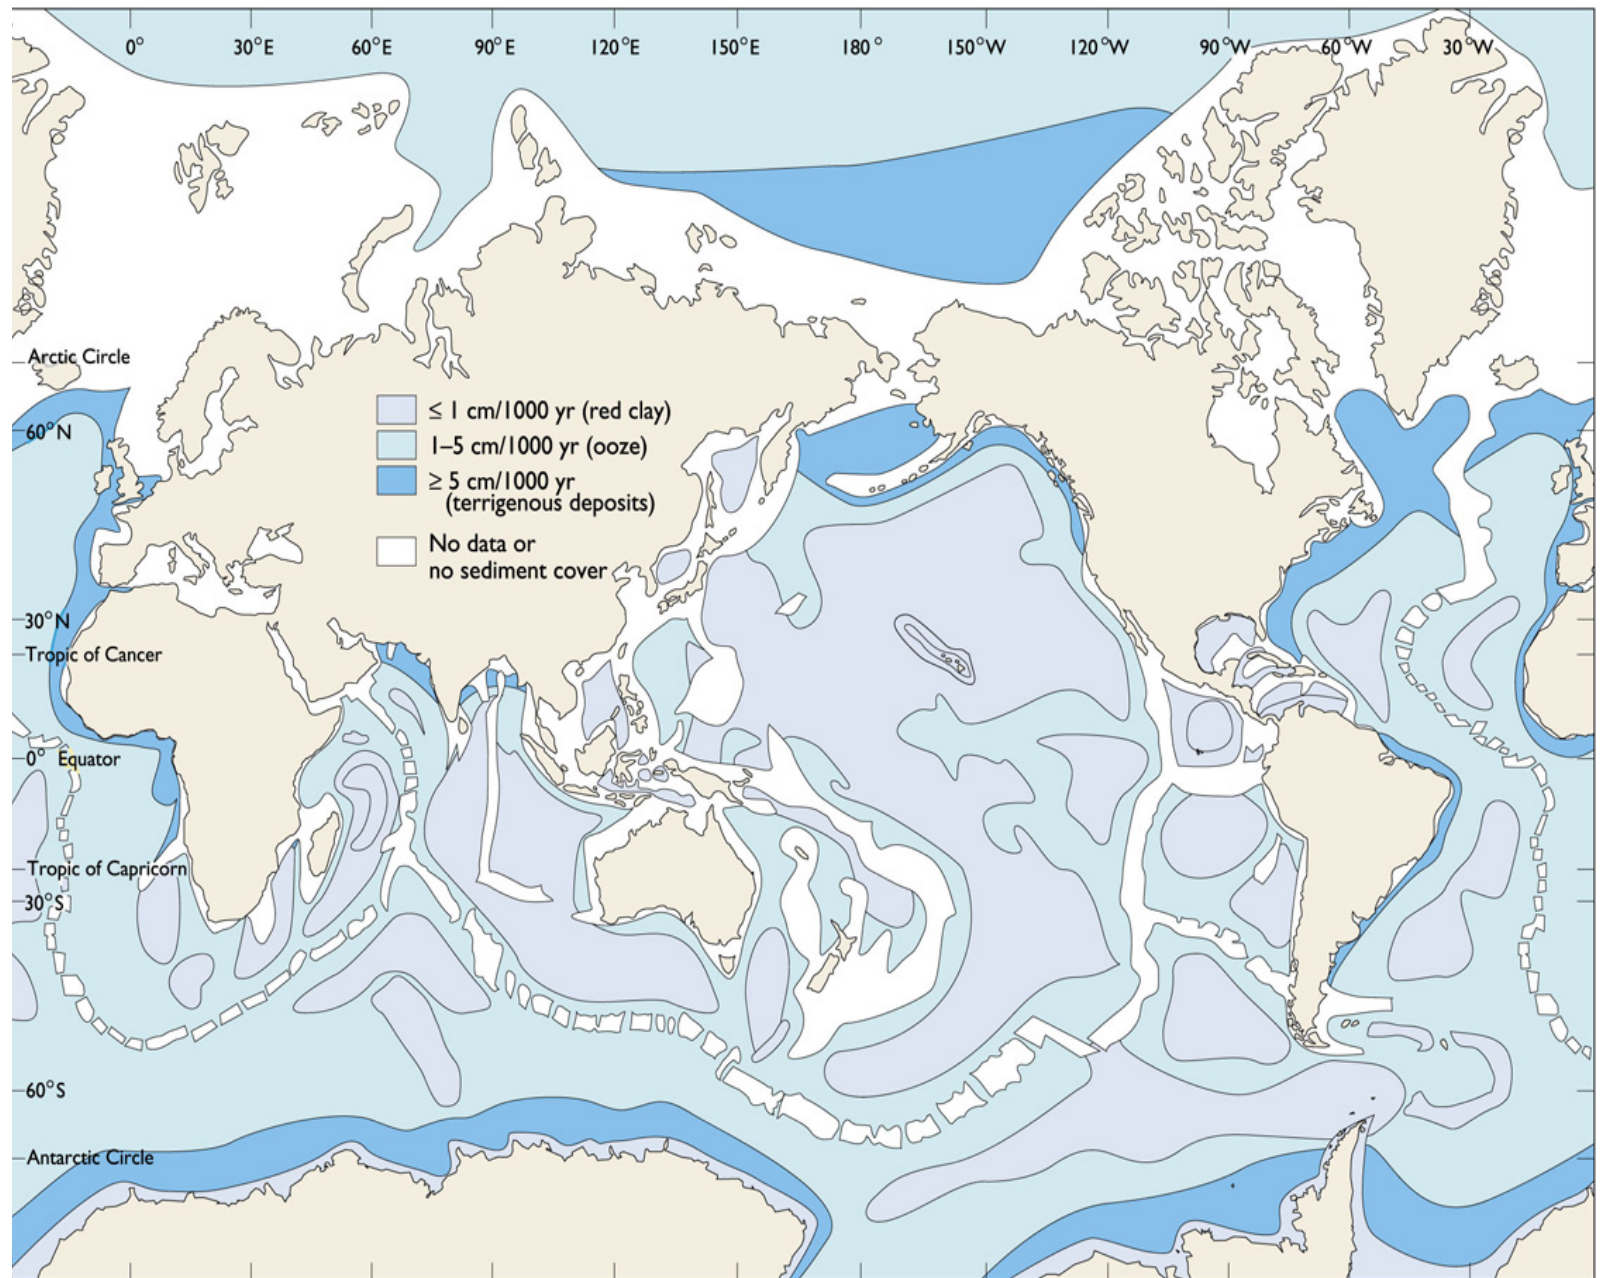 0° 30°E 60°E 90°E 120°E 150°E 180° 150°W 120°W 90°W 60°W 30°W
Arctic Circle
60°N
≤ 1 cm/1000 yr (red clay)
1–5 cm/1000 yr (ooze)
≥ 5 cm/1000 yr
(terrigenous deposits)
No data or
no sediment cover
30°N
Tropic of Cancer
0° Equator
Tropic of Capricorn
30°S
60°S
Antarctic Circle